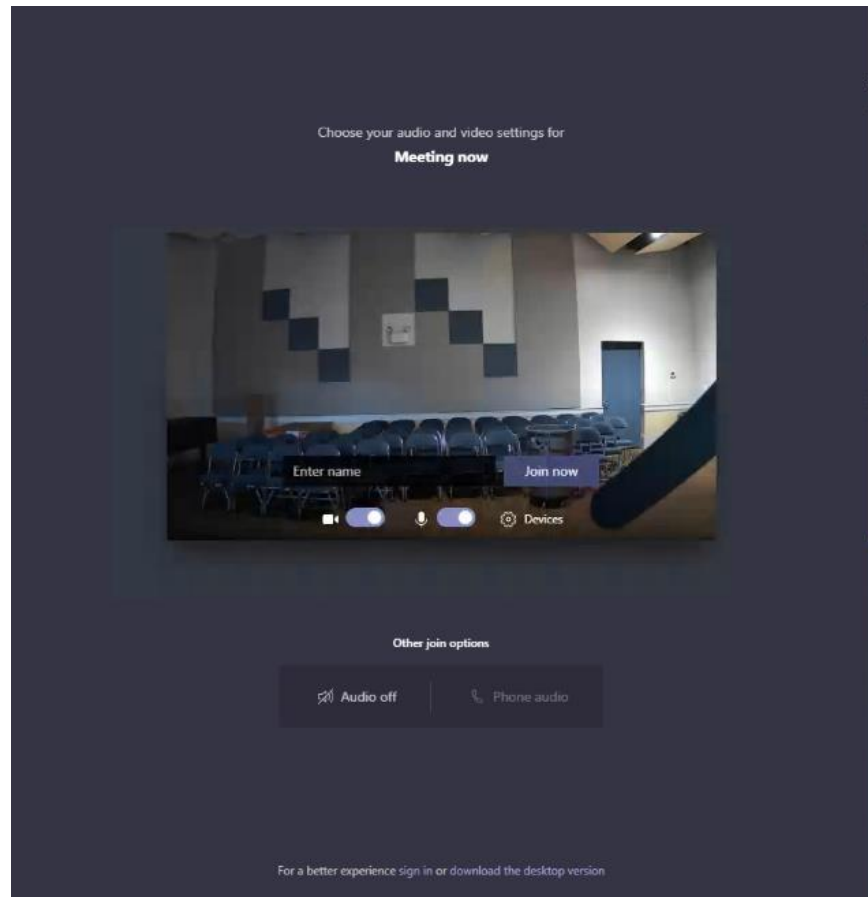 Choose your audio and video settings for
Meeting now
Enter name
Join now
Devices
Other join options
Audio off
Phone audio
For a better experience sign in or download the desktop version